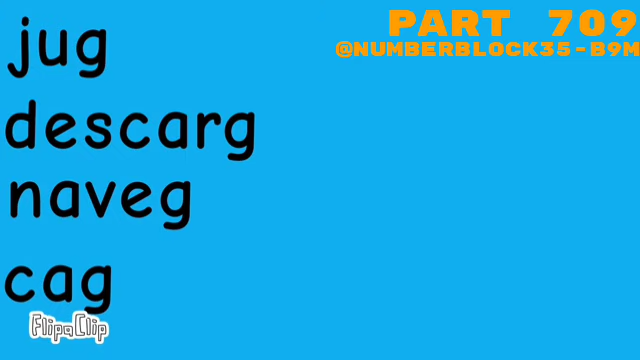 PART 709
@NUMBERBLOCK35-B9M
jug
descarg
naveg
cag
FlipaClip